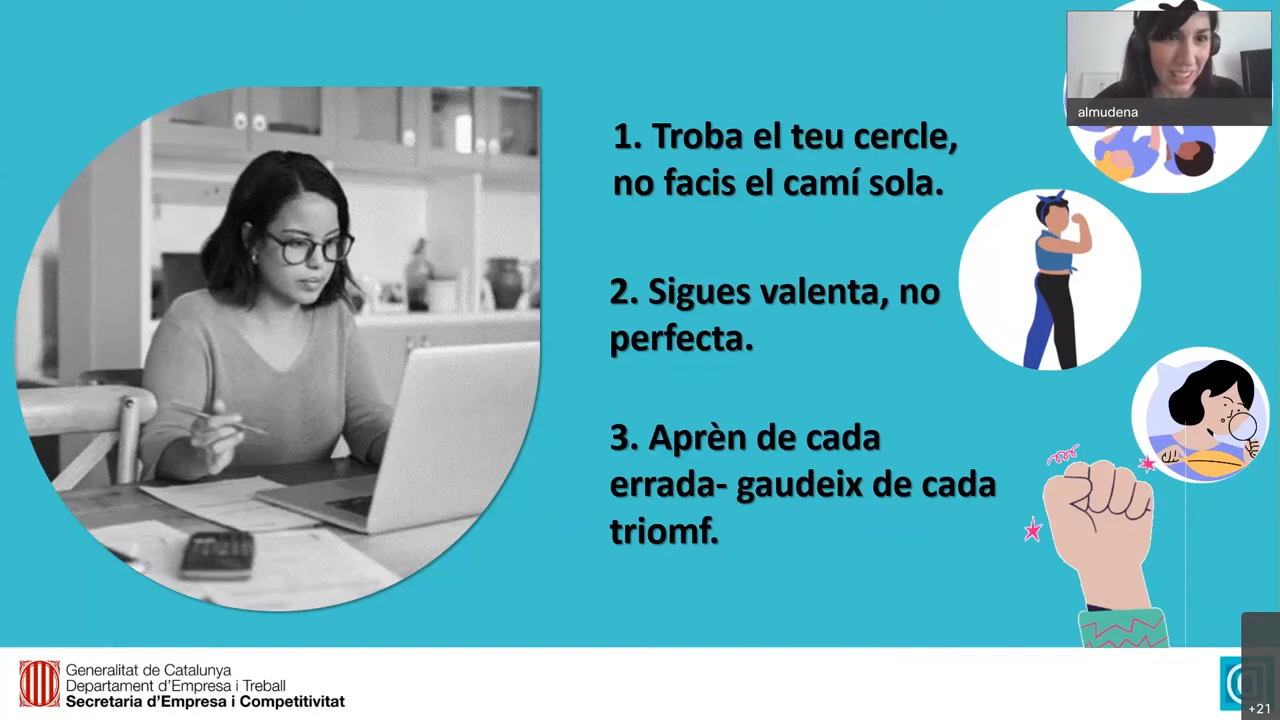 almudena
1. Troba el teu cercle,
no facis el camí sola.
2. Sigues valenta, no
perfecta.
3. Aprèn de cada
errada- gaudeix de cada
triomf.
Generalitat de Catalunya
Departament d'Empresa i Treball
Secretaria d'Empresa i Competitivitat
+21